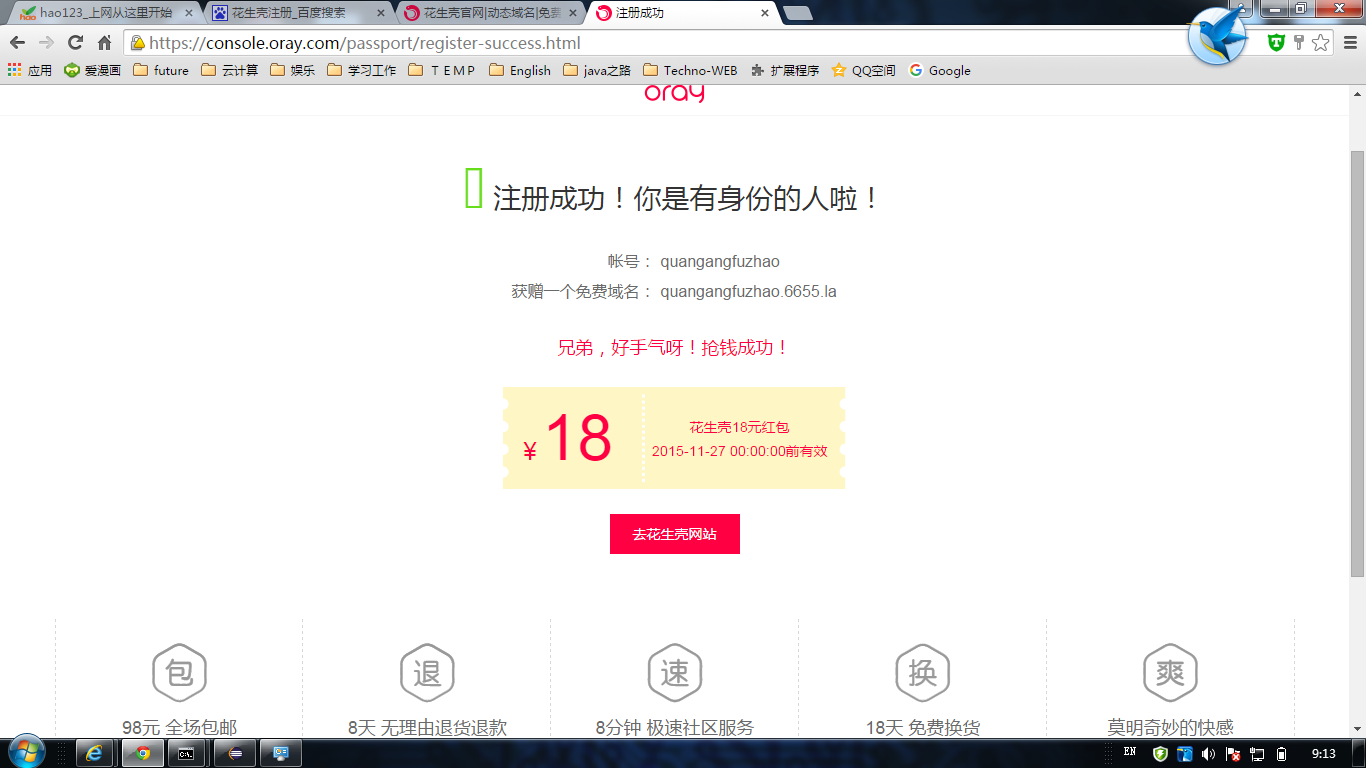 hao123_上网从这里开始
花生壳注册_百度搜索
花生壳官网|动态域名|免费
注册成功
https://console.oray.com/passport/register-success.html
应用
爱漫画
future
云计算
娱乐
学习工作
T E M P
English
java之路
Techno-WEB
扩展程序
QQ空间
Google
oray
注册成功！你是有身份的人啦！
帐号： quangangfuzhao
获赠一个免费域名： quangangfuzhao.6655.la
兄弟，好手气呀！抢钱成功！
¥ 18
花生壳18元红包
2015-11-27 00:00:00前有效
去花生壳网站
包
退
速
换
爽
98元 全场包邮
8天 无理由退货退款
8分钟 极速社区服务
18天 免费换货
莫明奇妙的快感
EN
9:13